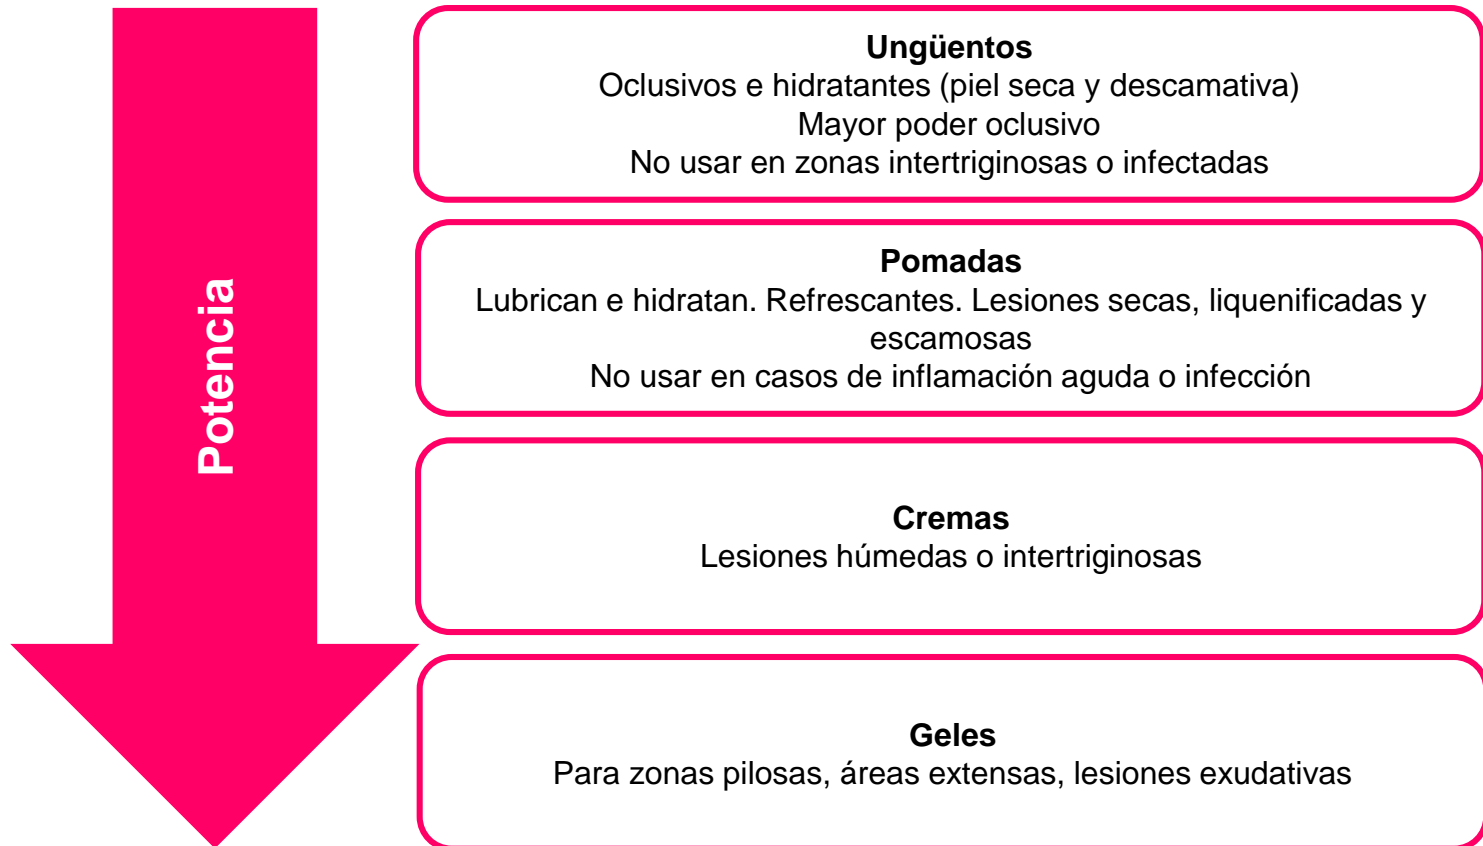 Potencia
Ungüentos
Oclusivos e hidratantes (piel seca y descamativa)
Mayor poder oclusivo
No usar en zonas intertriginosas o infectadas
Pomadas
Lubrican e hidratan. Refrescantes. Lesiones secas, liquenificadas y
escamosas
No usar en casos de inflamación aguda o infección
Cremas
Lesiones húmedas o intertriginosas
Geles
Para zonas pilosas, áreas extensas, lesiones exudativas